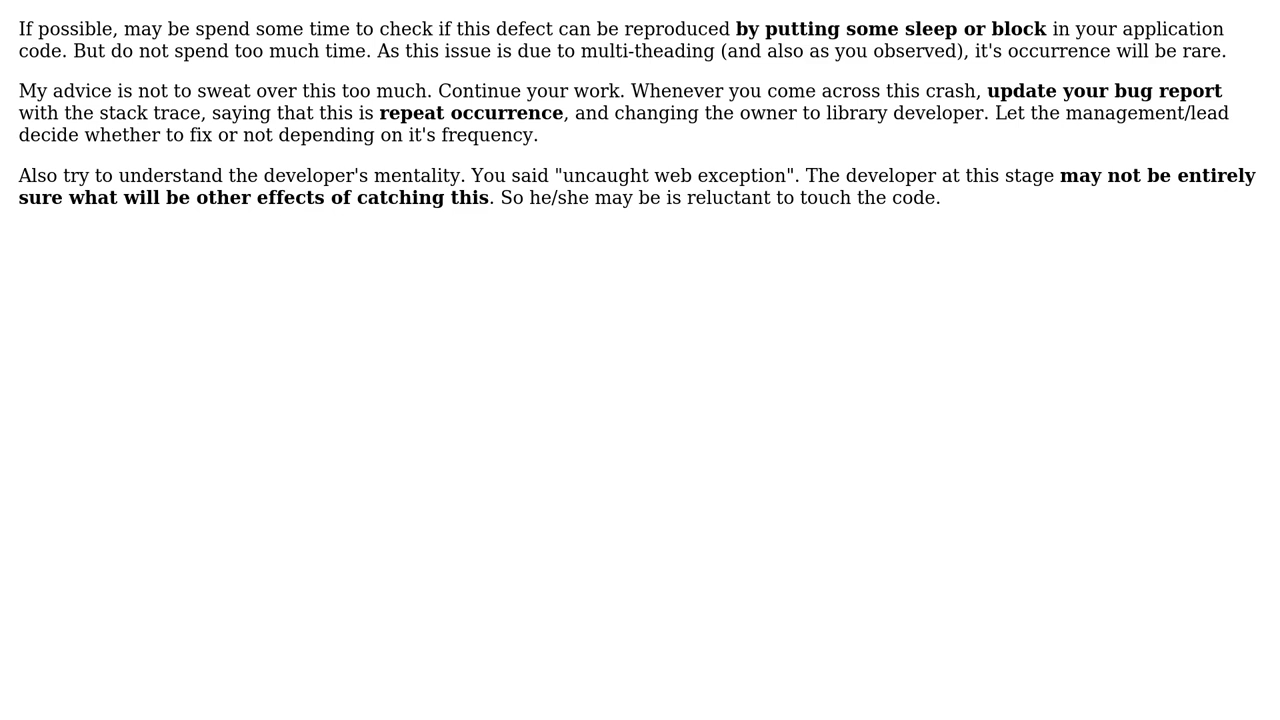 If possible, may be spend some time to check if this defect can be reproduced by putting some sleep or block in your application
code. But do not spend too much time. As this issue is due to multi-theading (and also as you observed), it's occurrence will be rare.
My advice is not to sweat over this too much. Continue your work. Whenever you come across this crash, update your bug report
with the stack trace, saying that this is repeat occurrence, and changing the owner to library developer. Let the management/lead
decide whether to fix or not depending on it's frequency.
Also try to understand the developer's mentality. You said "uncaught web exception". The developer at this stage may not be entirely
sure what will be other effects of catching this. So he/she may be is reluctant to touch the code.